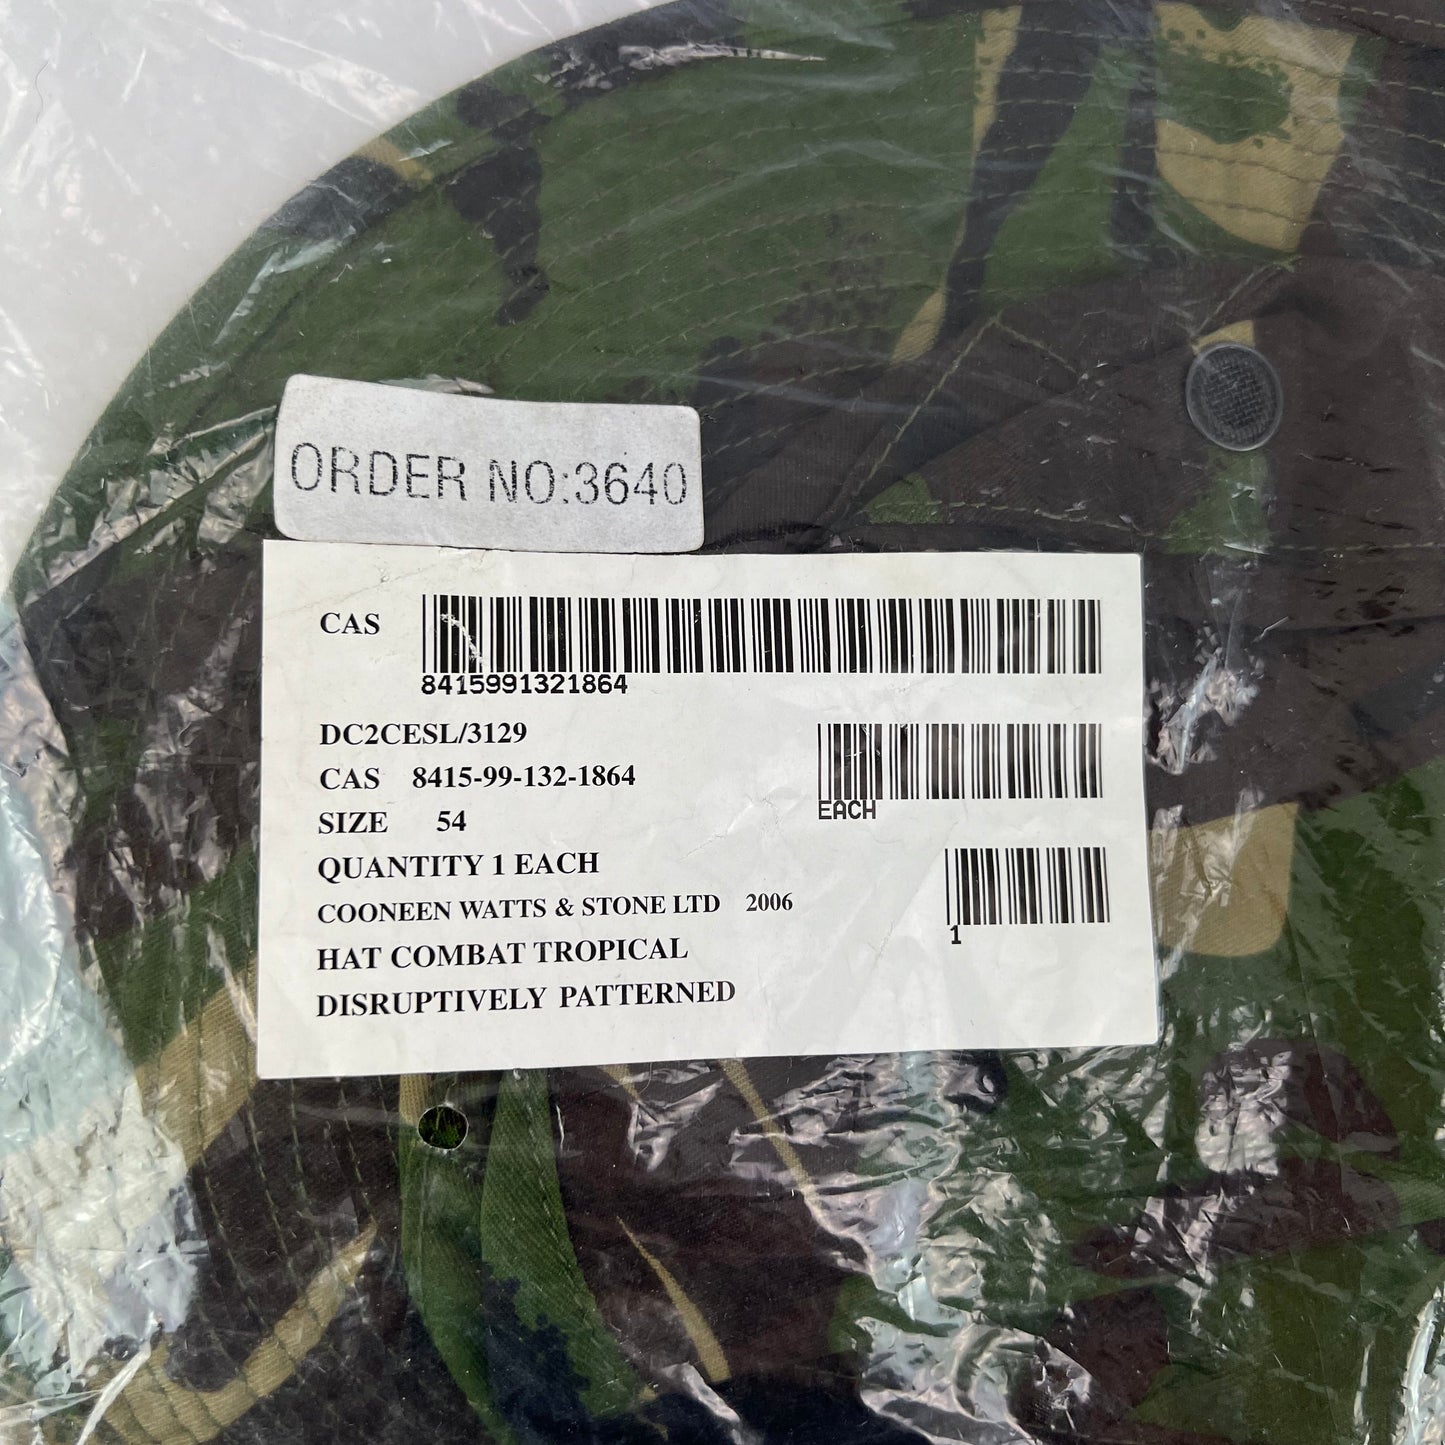 ORDER NO:3640
CAS
8415991321864
DC2CESL/3129
CAS 8415-99-132-1864
EACH
SIZE 54
QUANTITY 1 EACH
COONEEN WATTS & STONE LTD 2006
1
HAT COMBAT TROPICAL
DISRUPTIVELY PATTERNED